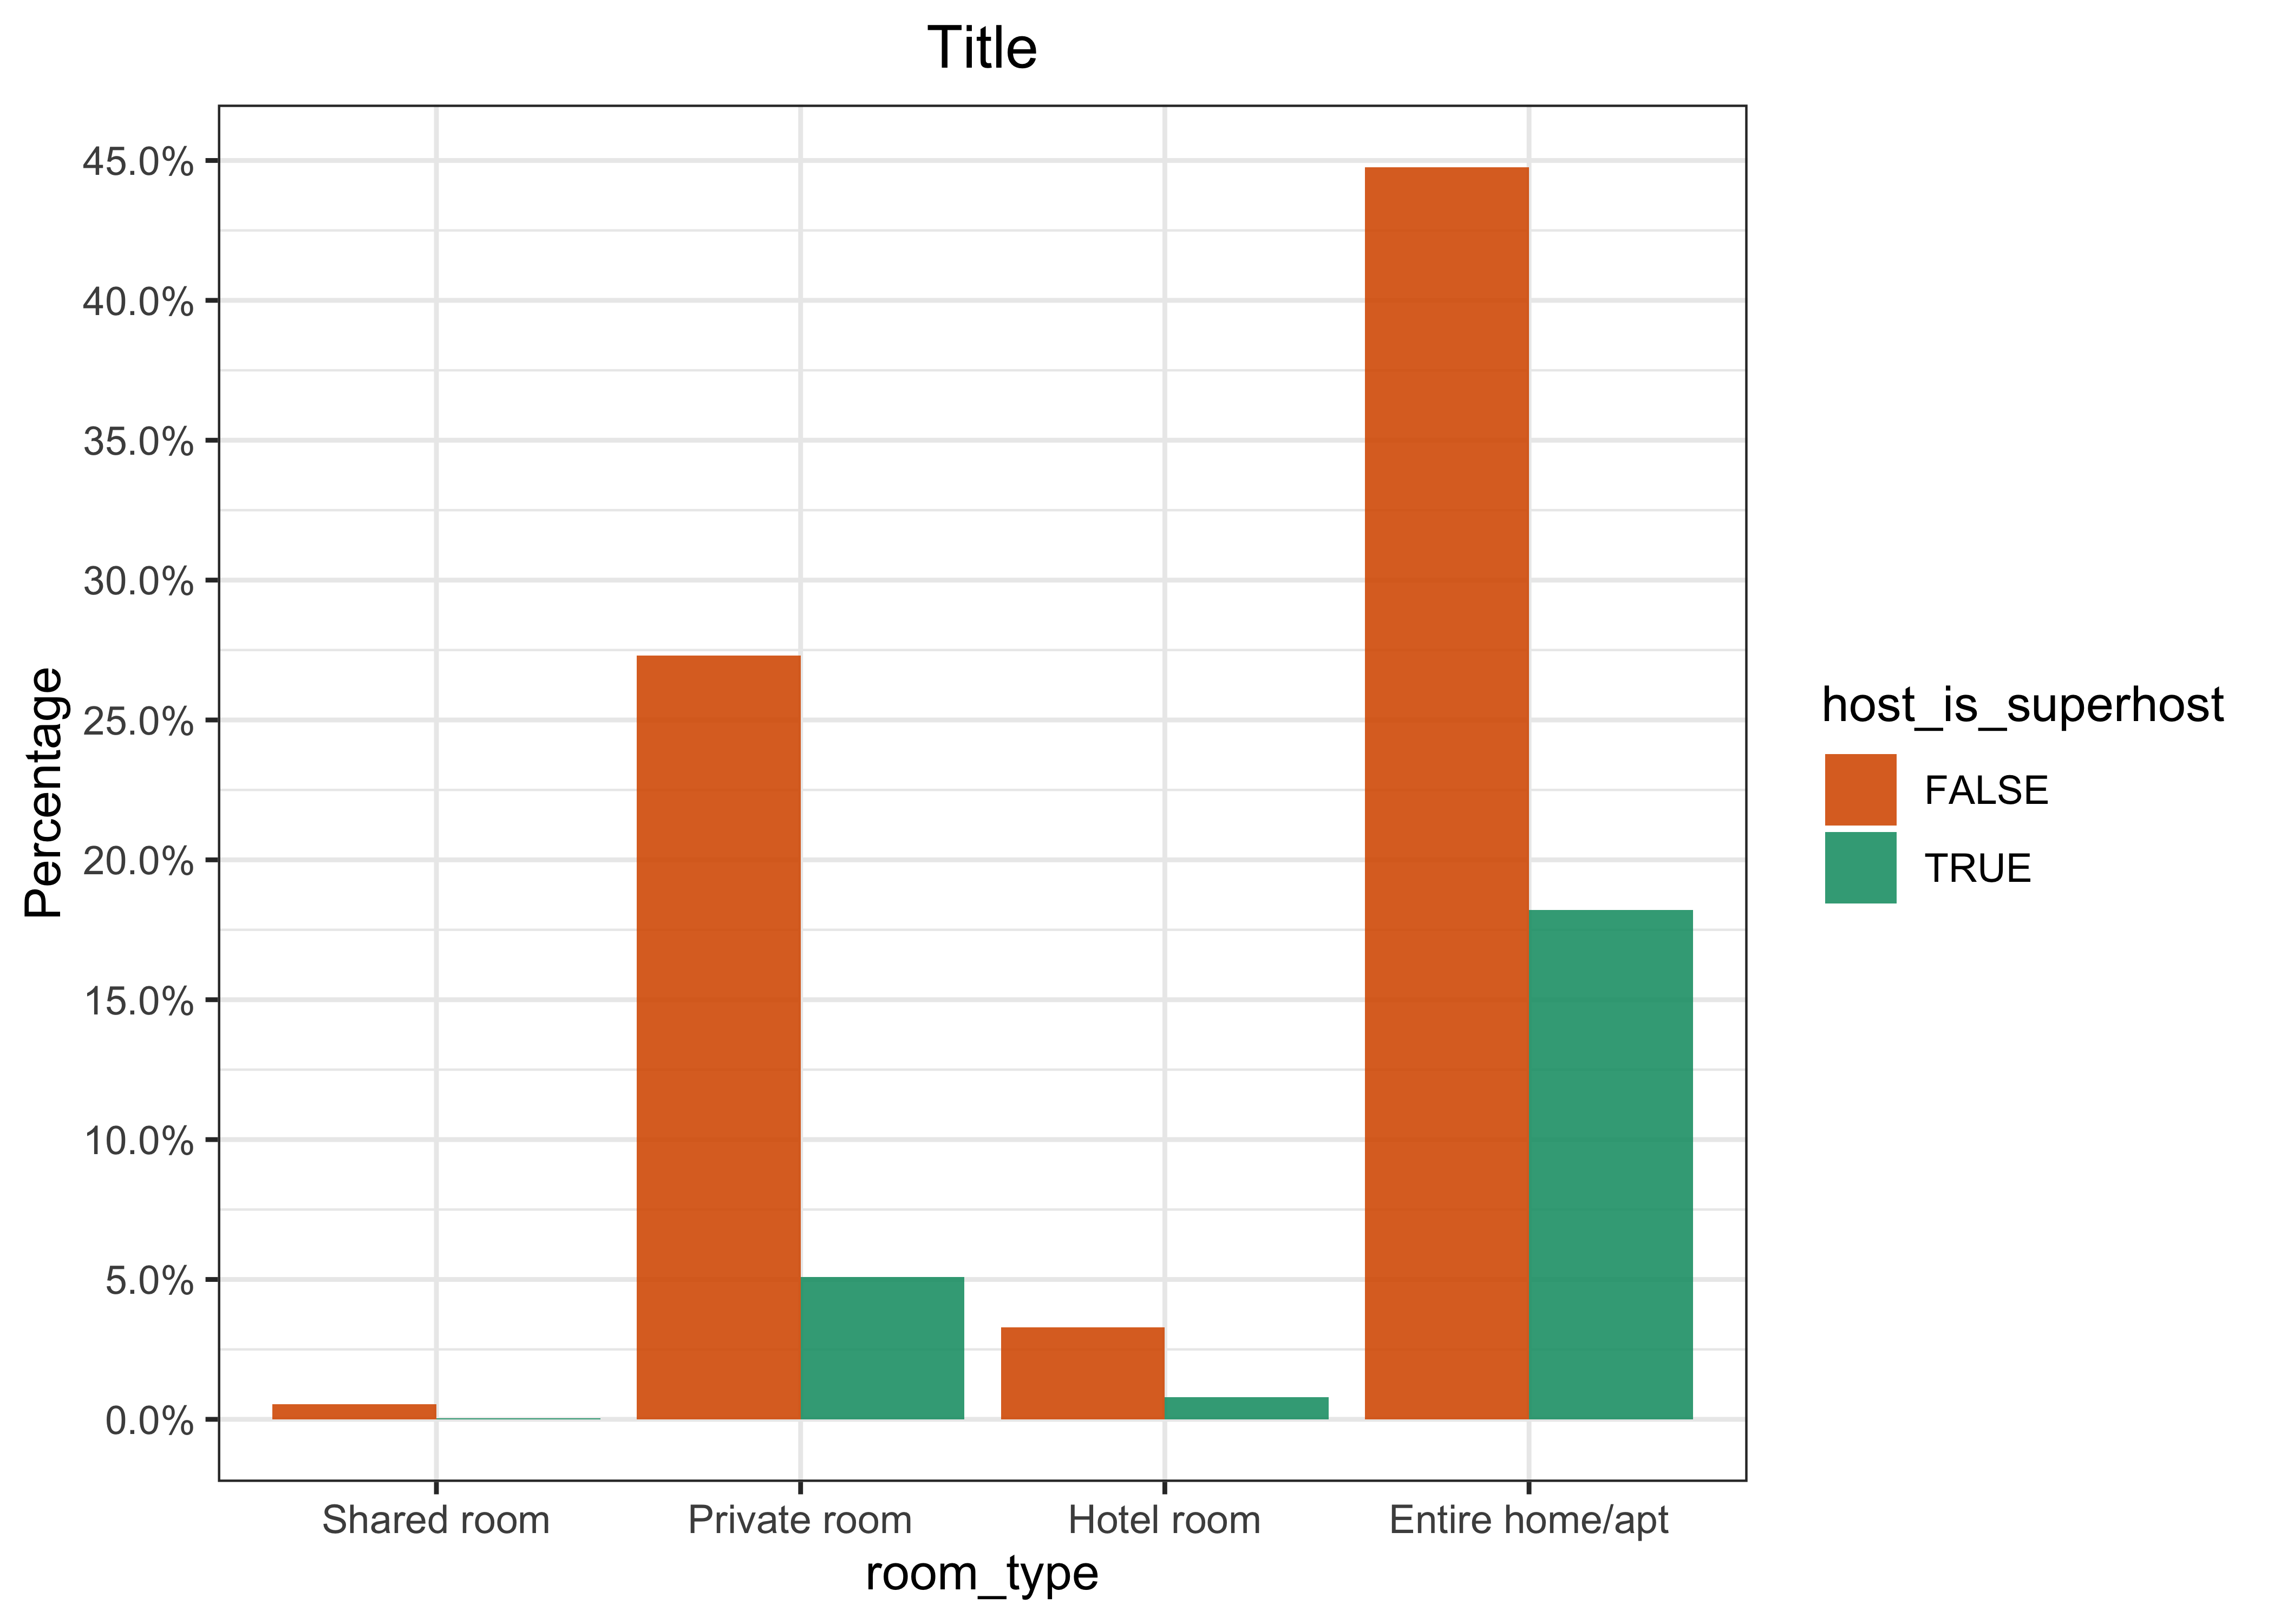 Title
Percentage
45.0%
40.0%
35.0%
30.0%
25.0%
20.0%
15.0%
10.0%
5.0%
0.0%
Shared room
Private room
Hotel room
Entire home/apt
room_type
host_is_superhost
FALSE
TRUE